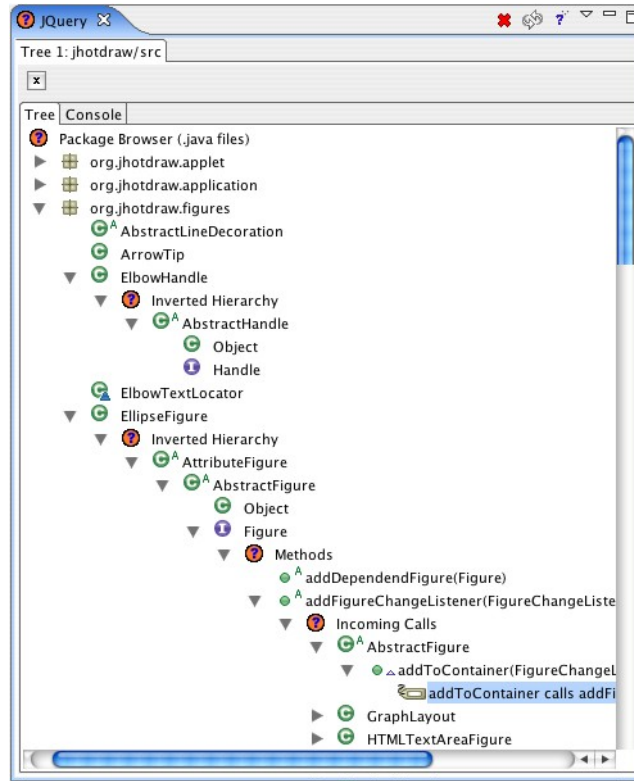 JQuery
Tree 1: jhotdraw/src
x
Tree Console
Package Browser (.java files)
org.jhotdraw.applet
org.jhotdraw.application
org.jhotdraw.figures
A AbstractLineDecoration
ArrowTip
ElbowHandle
Inverted Hierarchy
A AbstractHandle
Object
Handle
ElbowTextLocator
EllipseFigure
Inverted Hierarchy
A AttributeFigure
A AbstractFigure
Object
Figure
Methods
A addDependendFigure(Figure)
A addFigureChangeListener(FigureChangeListe
Incoming Calls
A AbstractFigure
addToContainer(FigureChangeL
addToContainer calls addFi
GraphLayout
HTMLTextAreaFigure